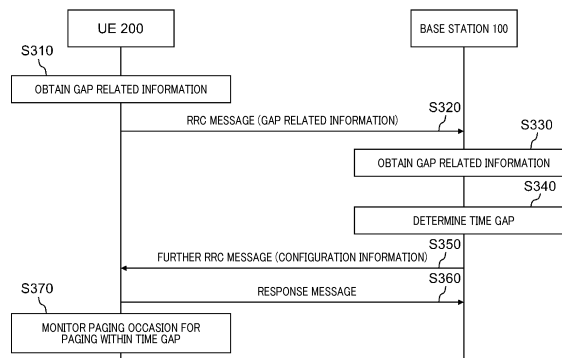 UE 200
BASE STATION 100
S310
OBTAIN GAP RELATED INFORMATION
S320
RRC MESSAGE (GAP RELATED INFORMATION)
S330
OBTAIN GAP RELATED INFORMATION
S340
DETERMINE TIME GAP
S350
FURTHER RRC MESSAGE (CONFIGURATION INFORMATION)
S360
RESPONSE MESSAGE
S370
MONITOR PAGING OCCASION FOR
PAGING WITHIN TIME GAP